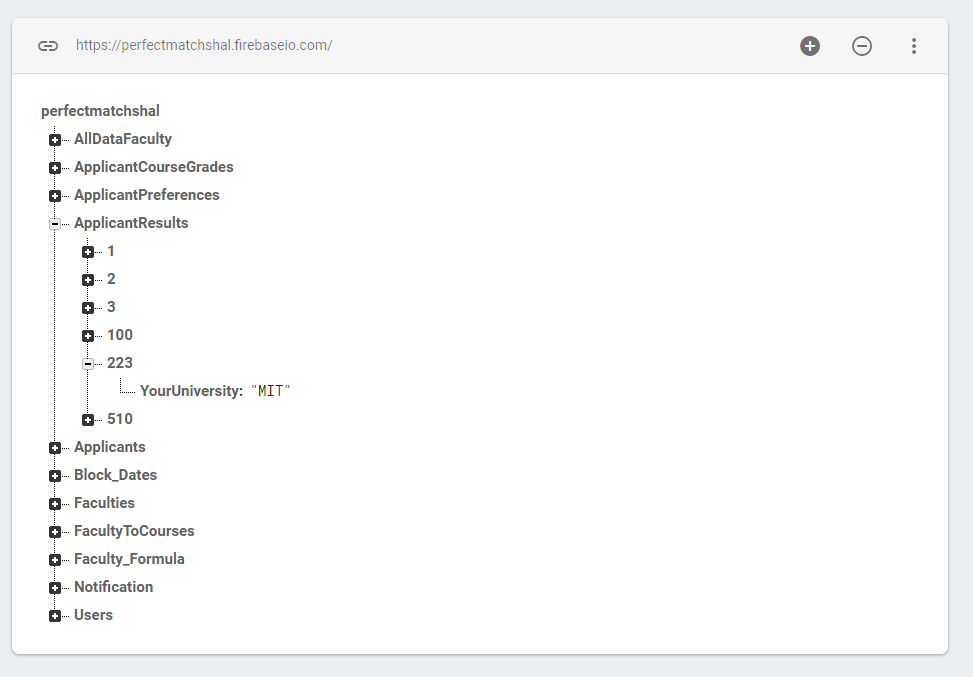 https://perfectmatchshal.firebaseio.com/
perfectmatchshal
AllDataFaculty
ApplicantCourseGrades
ApplicantPreferences
ApplicantResults
1
2
3
100
223
YourUniversity: "MIT"
510
Applicants
Block_Dates
Faculties
FacultyToCourses
Faculty_Formula
Notification
Users